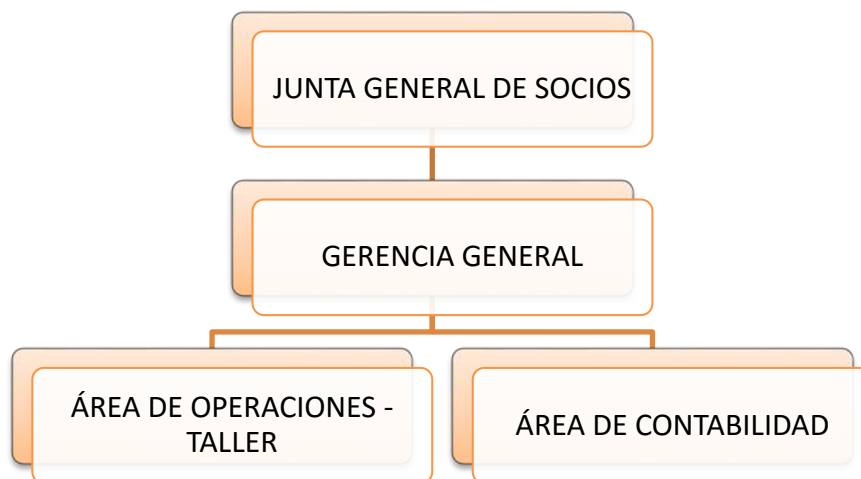 JUNTA GENERAL DE SOCIOS
GERENCIA GENERAL
ÁREA DE OPERACIONES -
TALLER
ÁREA DE CONTABILIDAD